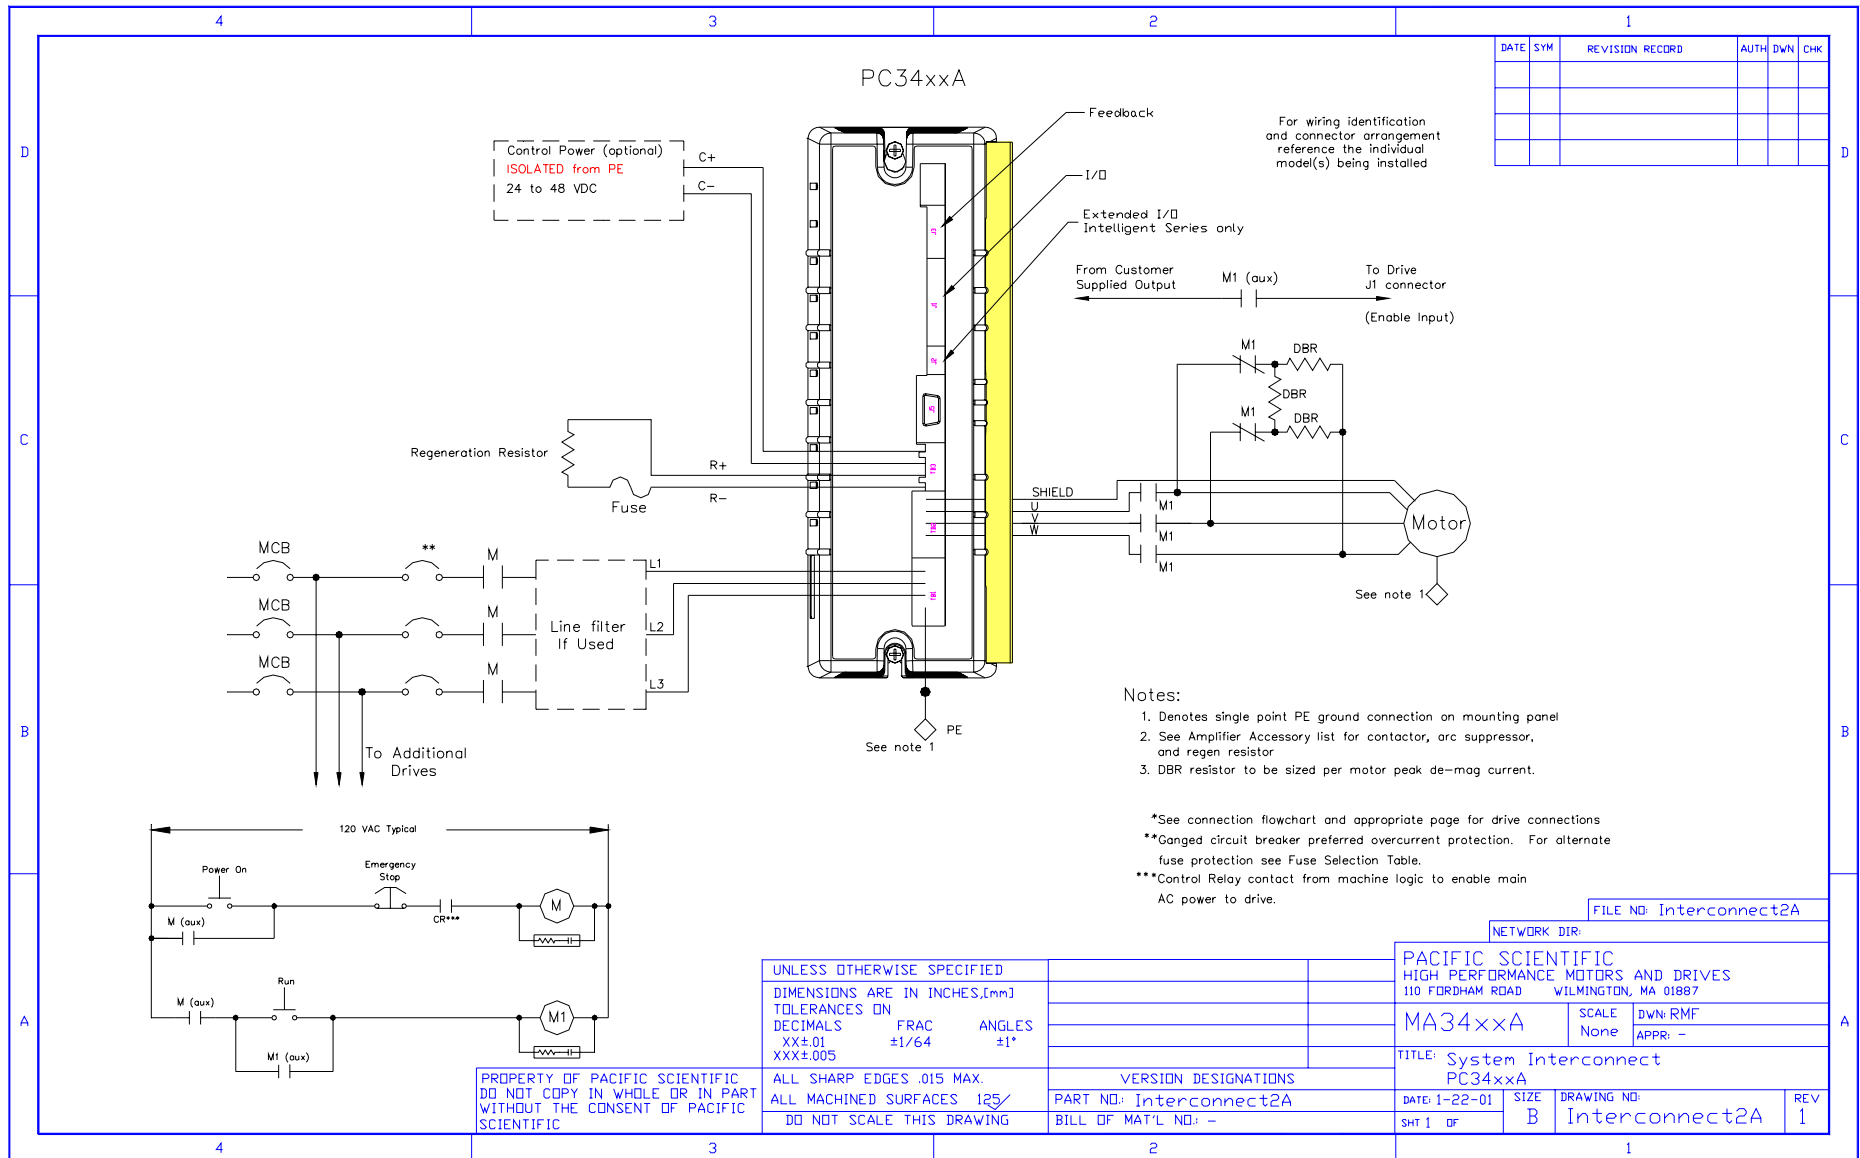 4 3 2 1
DATE SYM REVISION RECORD AUTH DWN CHK
D
D
PC34xxA
Feedback
I/O
Extended I/O
Intelligent Series only
For wiring identification
and connector arrangement
reference the individual
model(s) being installed
Control Power (optional)
ISOLATED from PE
24 to 48 VDC
C+
C-
J3
J1
J2
J5
TB3
TB2
TB1
From Customer
Supplied Output
M1 (aux)
To Drive
J1 connector
(Enable Input)
M1
DBR
DBR
M1
DBR
C
C
Regeneration Resistor
Fuse
R+
R-
SHIELD
U
V
W
M1
M1
M1
Motor
See note 1
MCB
**
M
L1
MCB
M
L2
Line filter
If Used
MCB
M
L3
To Additional
Drives
PE
See note 1
B
B
Notes:
1. Denotes single point PE ground connection on mounting panel
2. See Amplifier Accessory list for contactor, arc suppressor,
and regen resistor
3. DBR resistor to be sized per motor peak de-mag current.
*See connection flowchart and appropriate page for drive connections
**Ganged circuit breaker preferred overcurrent protection. For alternate
fuse protection see Fuse Selection Table.
***Control Relay contact from machine logic to enable main
AC power to drive.
120 VAC Typical
Power On
Emergency
Stop
M (aux)
CR***
M
Run
M (aux)
M1 (aux)
M1
A
A
FILE NO: Interconnect2A
NETWORK DIR:
PACIFIC SCIENTIFIC
HIGH PERFORMANCE MOTORS AND DRIVES
110 FORDHAM ROAD WILMINGTON, MA 01887
MA34xxA
SCALE
None
DWN: RMF
APPR: -
TITLE: System Interconnect
PC34xxA
DATE: 1-22-01
SHT 1 OF
SIZE
B
DRAWING NO:
Interconnect2A
REV
1
UNLESS OTHERWISE SPECIFIED
DIMENSIONS ARE IN INCHES,[mm]
TOLERANCES ON
DECIMALS FRAC ANGLES
XX±.01 ±1/64 ±1°
XXX±.005
ALL SHARP EDGES .015 MAX.
ALL MACHINED SURFACES 125
DO NOT SCALE THIS DRAWING
VERSION DESIGNATIONS
PART NO.: Interconnect2A
BILL OF MAT'L NO.: -
PROPERTY OF PACIFIC SCIENTIFIC
DO NOT COPY IN WHOLE OR IN PART
WITHOUT THE CONSENT OF PACIFIC
SCIENTIFIC
4 3 2 1